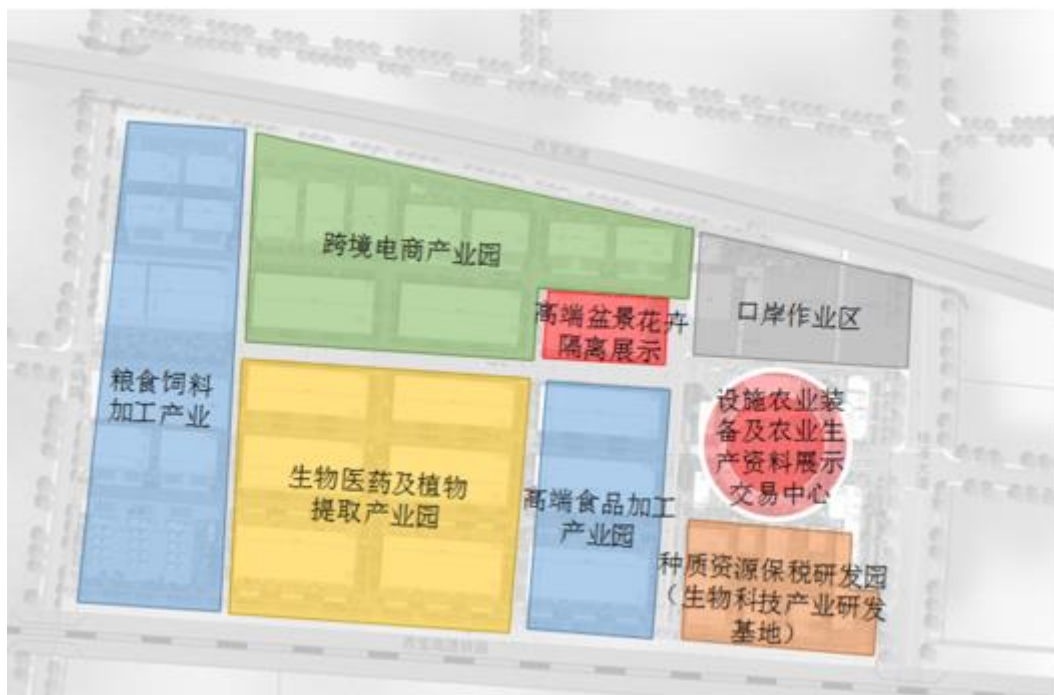 跨境电商产业园
高端盆景花卉
隔离展示
口岸作业区
粮食饲料
加工产业
生物医药及植物
提取产业园
高端食品加工
产业园
设施农业装
备及农业生
产资料展示
交易中心
种质资源保税研发园
（生物科技产业研发
基地）